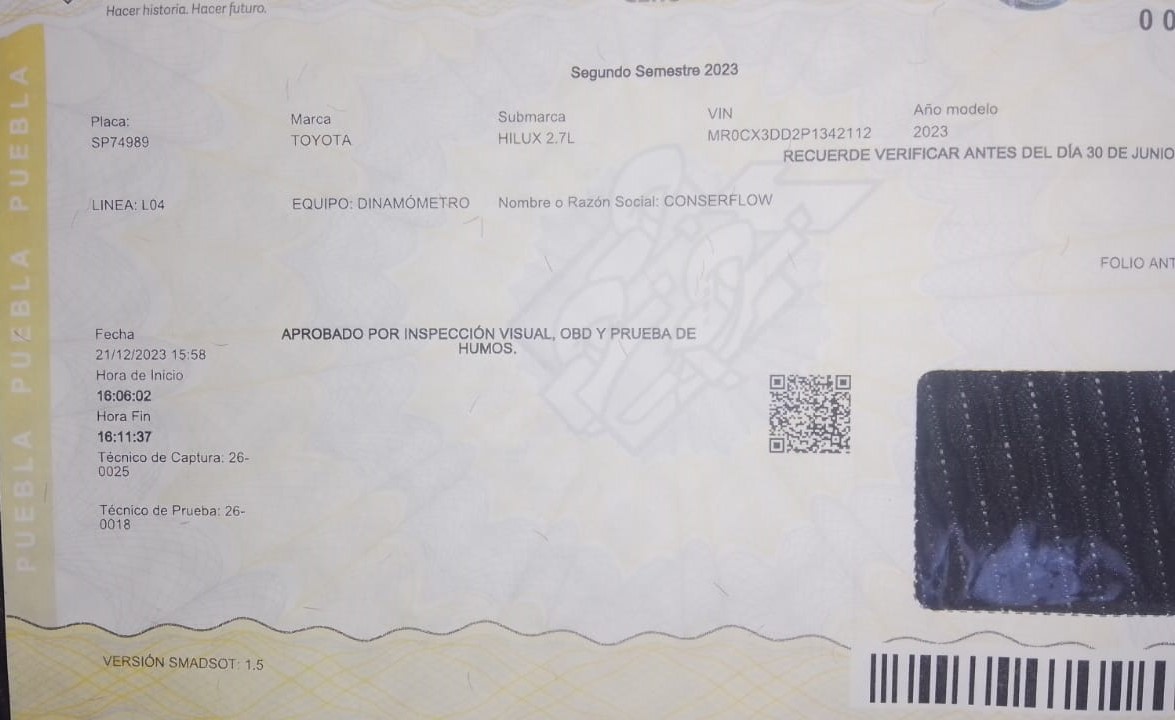 Hacer historia. Hacer futuro.
0 0
Segundo Semestre 2023
Placa:
SP74989
Marca
TOYOTA
Submarca
HILUX 2.7L
VIN
MR0CX3DD2P1342112
Año modelo
2023
RECUERDE VERIFICAR ANTES DEL DÍA 30 DE JUNIO
LINEA: L04
EQUIPO: DINAMÓMETRO
Nombre o Razón Social: CONSERFLOW
FOLIO ANT
Fecha
21/12/2023 15:58
Hora de Inicio
16:06:02
Hora Fin
16:11:37
Técnico de Captura: 26-
0025
Técnico de Prueba: 26-
0018
APROBADO POR INSPECCIÓN VISUAL, OBD Y PRUEBA DE
HUMOS.
PUEBLA PUEBLA PUEBLA PUEBLA
VERSIÓN SMADSOT: 1.5